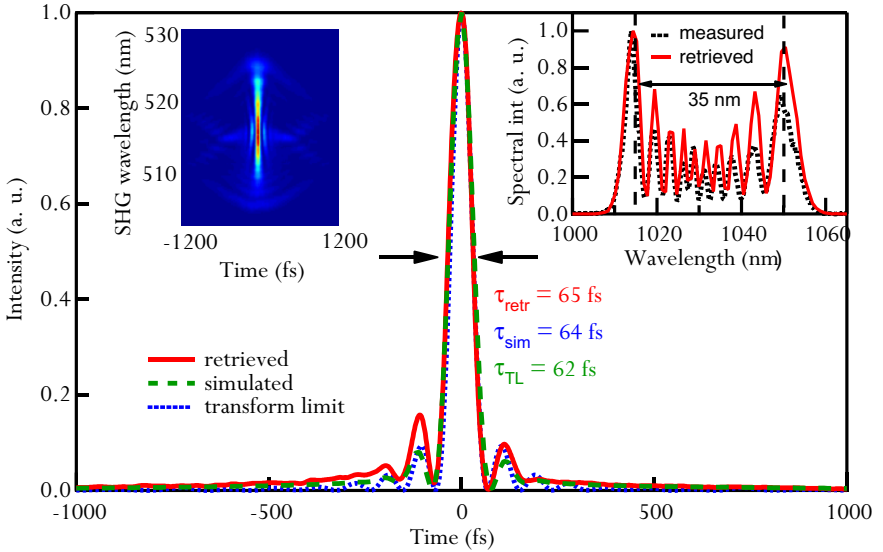 1.0
0.8
0.6
0.4
0.2
0.0
Intensity (a. u.)
-1000
-500
0
500
1000
Time (fs)
530
520
510
SHG wavelength (nm)
-1200
1200
Time (fs)
1.0
0.8
0.6
0.4
0.2
0.0
Spectral int (a. u.)
measured
retrieved
35 nm
1000
1020
1040
1060
Wavelength (nm)
τretr = 65 fs
τsim = 64 fs
τTL = 62 fs
retrieved
simulated
transform limit